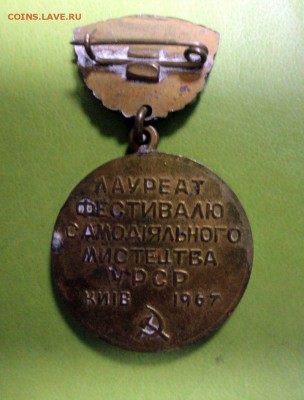 COINS.LAVE.RU
ЛАУРЕАТ
ФЕСТИВАЛЮ
САМОДІЯЛЬНОГО
МИСТЕЦТВА
УРСР
КИЇВ 1967